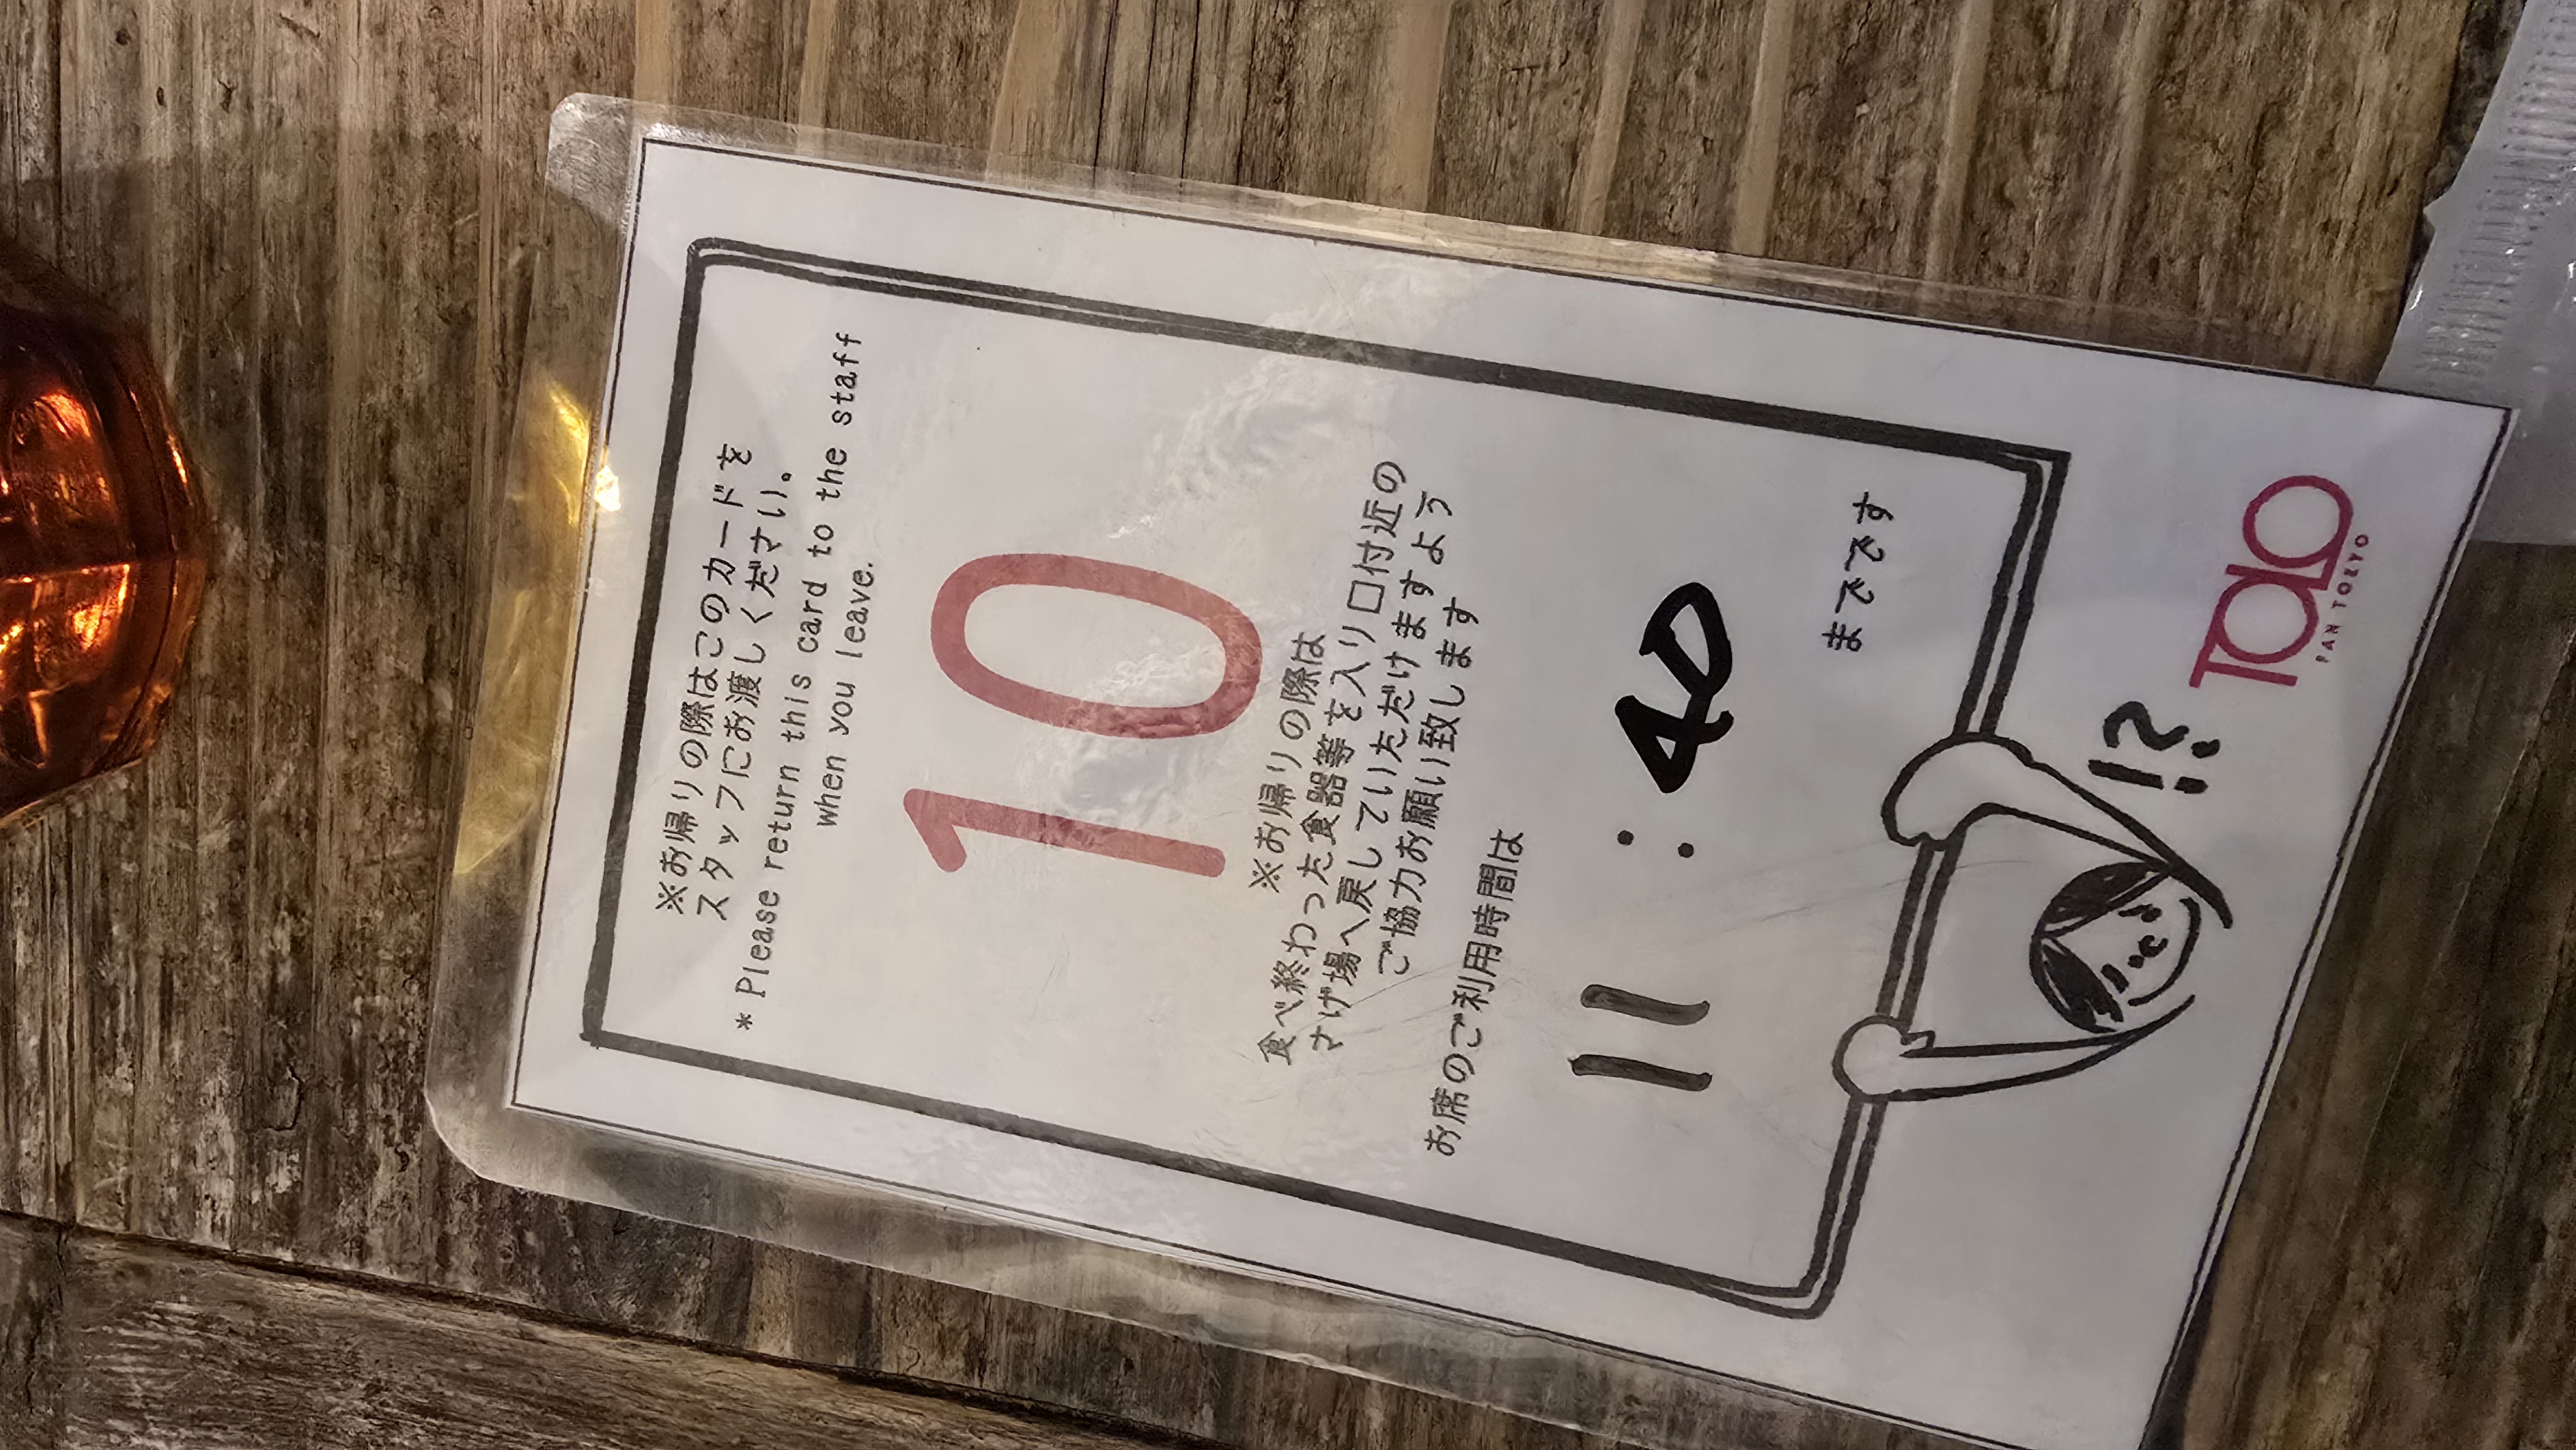 ※お帰りの際はこのカードを
スタッフにお渡しください。
*Please return this card to the staff
when you leave.
10
※お帰りの際は
食べ終わった食器等を入り口付近の
さげ場へ戻していただけますよう
ご協力お願い致します
お席のご利用時間は
11:40
までです
!?
TOLO
PAN TOKYO